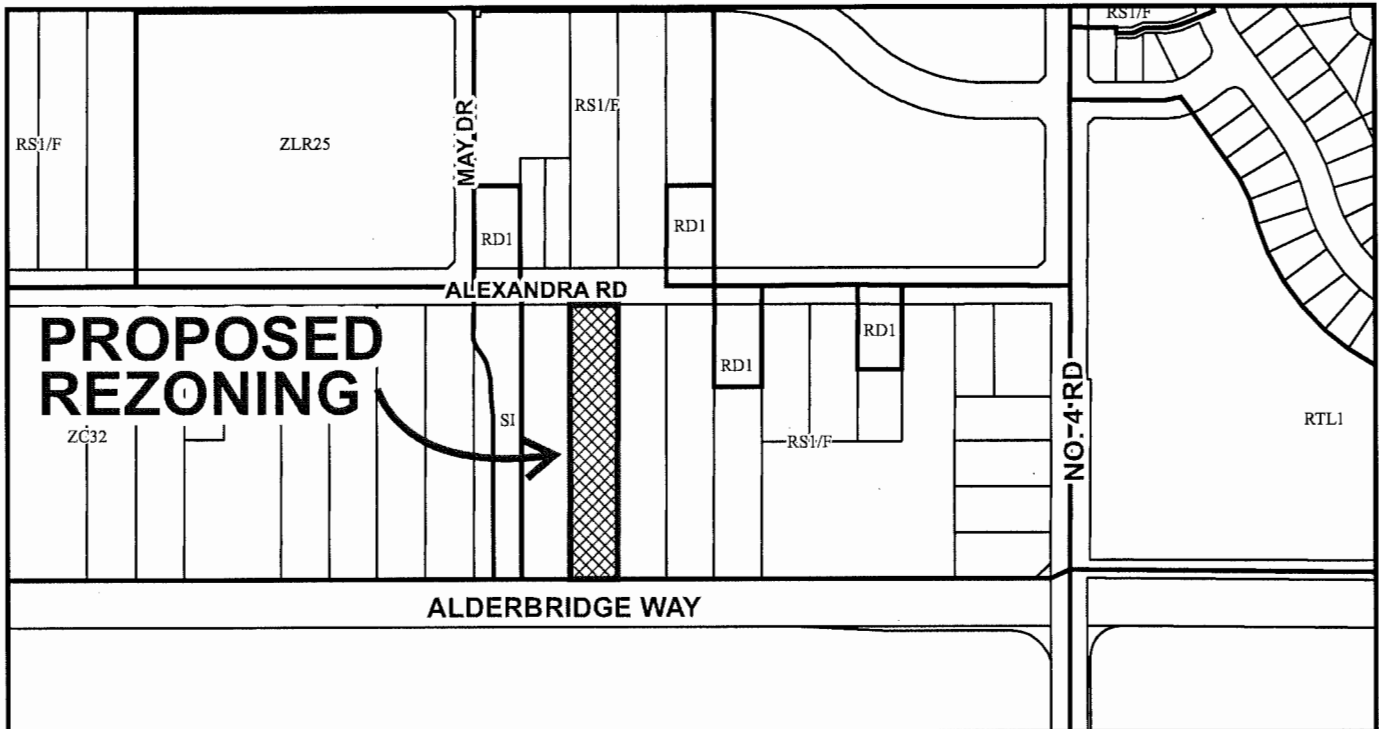 RS1/F
RS1/F
RS1/F
ZLR25
MAY DR
RD1
RD1
ALEXANDRA RD
PROPOSED
REZONING
RD1
RD1
SI
ZC32
RS1/F
NO. 4 RD
RTL1
ALDERBRIDGE WAY